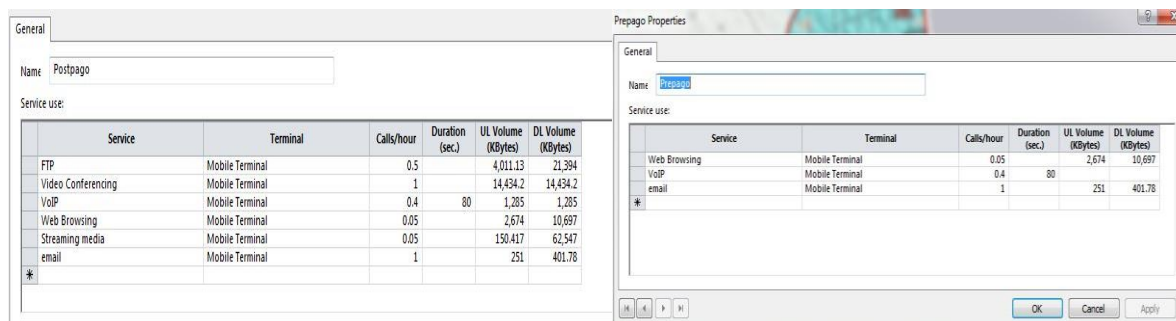 General
Name Postpago
Service use:
Service Terminal Calls/hour Duration (sec.) UL Volume (KBytes) DL Volume (KBytes)
FTP Mobile Terminal 0.5 4,011.13 21,394
Video Conferencing Mobile Terminal 1 14,434.2 14,434.2
VoIP Mobile Terminal 0.4 80 1,285 1,285
Web Browsing Mobile Terminal 0.05 2,674 10,697
Streaming media Mobile Terminal 0.05 150.417 62,547
email Mobile Terminal 1 251 401.78
Prepago Properties
General
Name Prepago
Service use:
Service Terminal Calls/hour Duration (sec.) UL Volume (KBytes) DL Volume (KBytes)
Web Browsing Mobile Terminal 0.05 2,674 10,697
VoIP Mobile Terminal 0.4 80
email Mobile Terminal 1 251 401.78
OK Cancel Apply